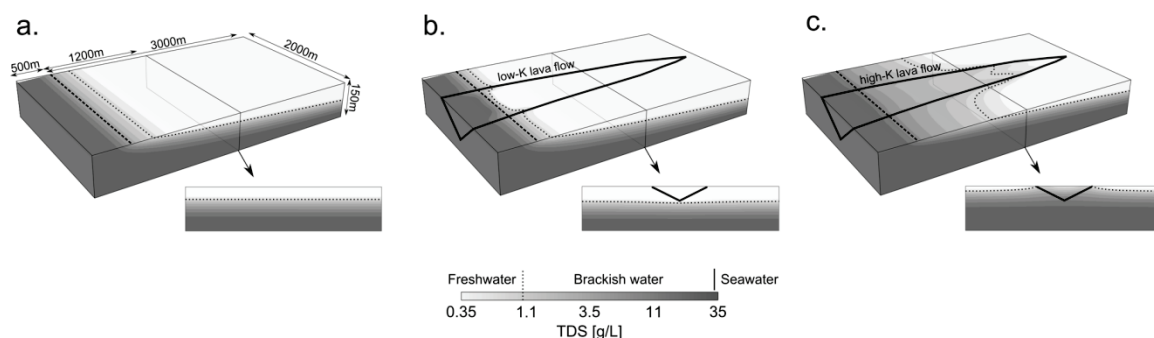 a.
500m
1200m
3000m
2000m
150m
b.
low-K lava flow
c.
high-K lava flow
Freshwater Brackish water Seawater
0.35 1.1 3.5 11 35
TDS [g/L]